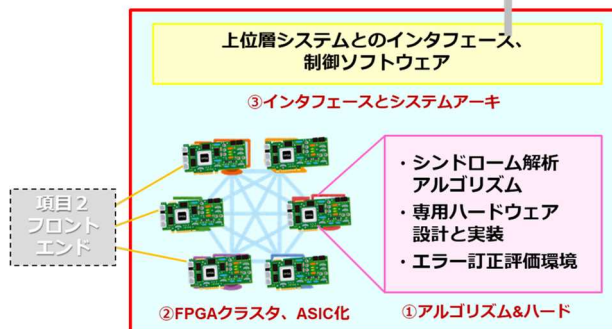 上位層システムとのインタフェース、
制御ソフトウェア
③インタフェースとシステムアーキ
項目2
フロント
エンド
・シンドローム解析
アルゴリズム
・専用ハードウェア
設計と実装
・エラー訂正評価環境
②FPGAクラスタ、ASIC化
①アルゴリズム&ハード